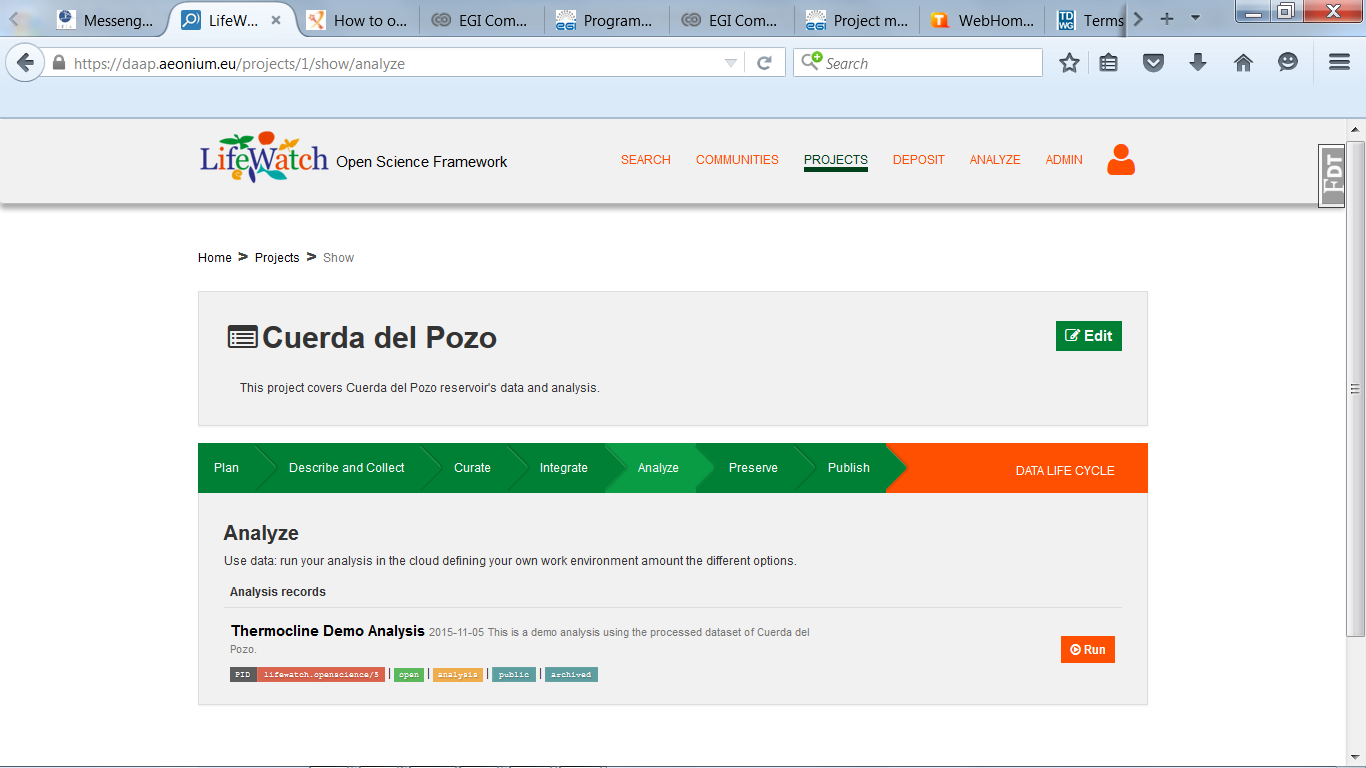 Messeng... LifeW... How to o... EGI Com... Program... EGI Com... Project m... WebHom... TDWG Terms
https://daap.aeonium.eu/projects/1/show/analyze Search
LifeWatch Open Science Framework SEARCH COMMUNITIES PROJECTS DEPOSIT ANALYZE ADMIN
FDT
Home > Projects > Show
Cuerda del Pozo Edit
This project covers Cuerda del Pozo reservoir's data and analysis.
Plan Describe and Collect Curate Integrate Analyze Preserve Publish DATA LIFE CYCLE
Analyze
Use data: run your analysis in the cloud defining your own work environment amount the different options.
Analysis records
Thermocline Demo Analysis 2015-11-05 This is a demo analysis using the processed dataset of Cuerda del
Pozo.
Run
PID lifewatch.openscience/5 | open | analysis | public | archived